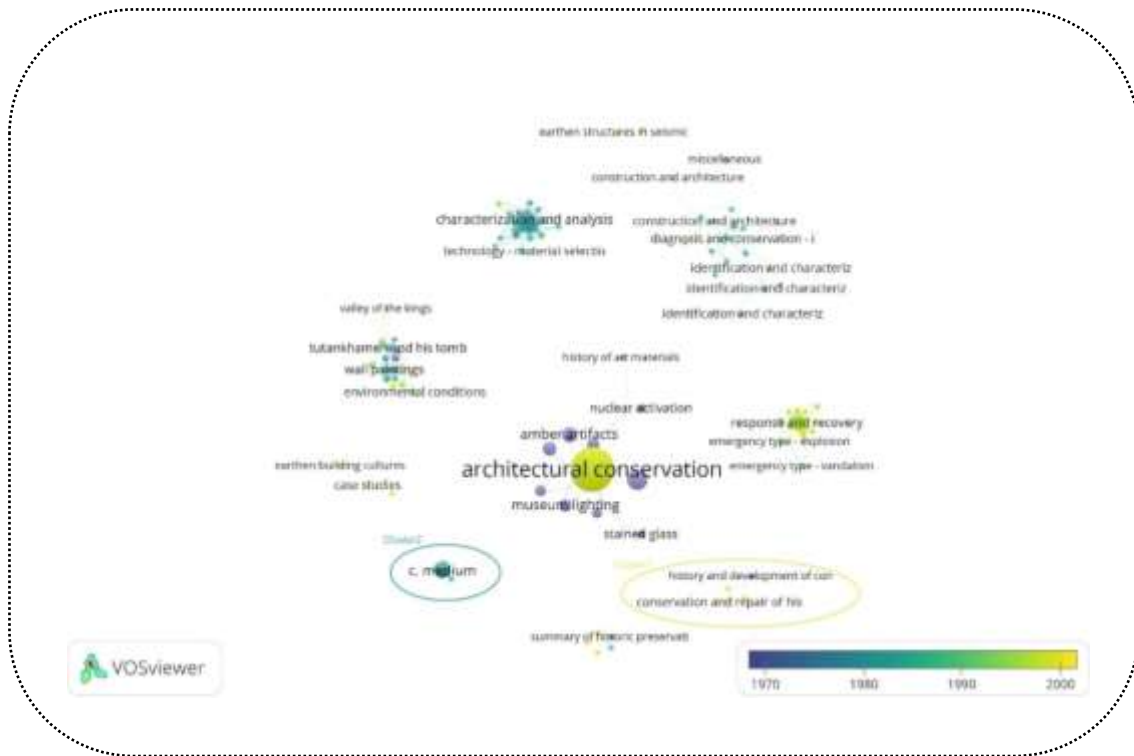 earthen structures in seismic
miscellaneous
construction and architecture
characterization and analysis
construction and architecture
diagnosis and conservation - i
technology - material selectio
identification and characteriz
identification and characteriz
valley of the kings
identification and characteriz
tutankhamen and his tomb
history of art materials
wall paintings
environmental conditions
nuclear activation
response and recovery
amber artifacts
emergency type - explosion
earthen building cultures
architectural conservation
emergency type - vandalism
case studies
museum lighting
stained glass
c. medium
history and development of con
conservation and repair of his
summary of historic preservati
VOSviewer
1970 1980 1990 2000